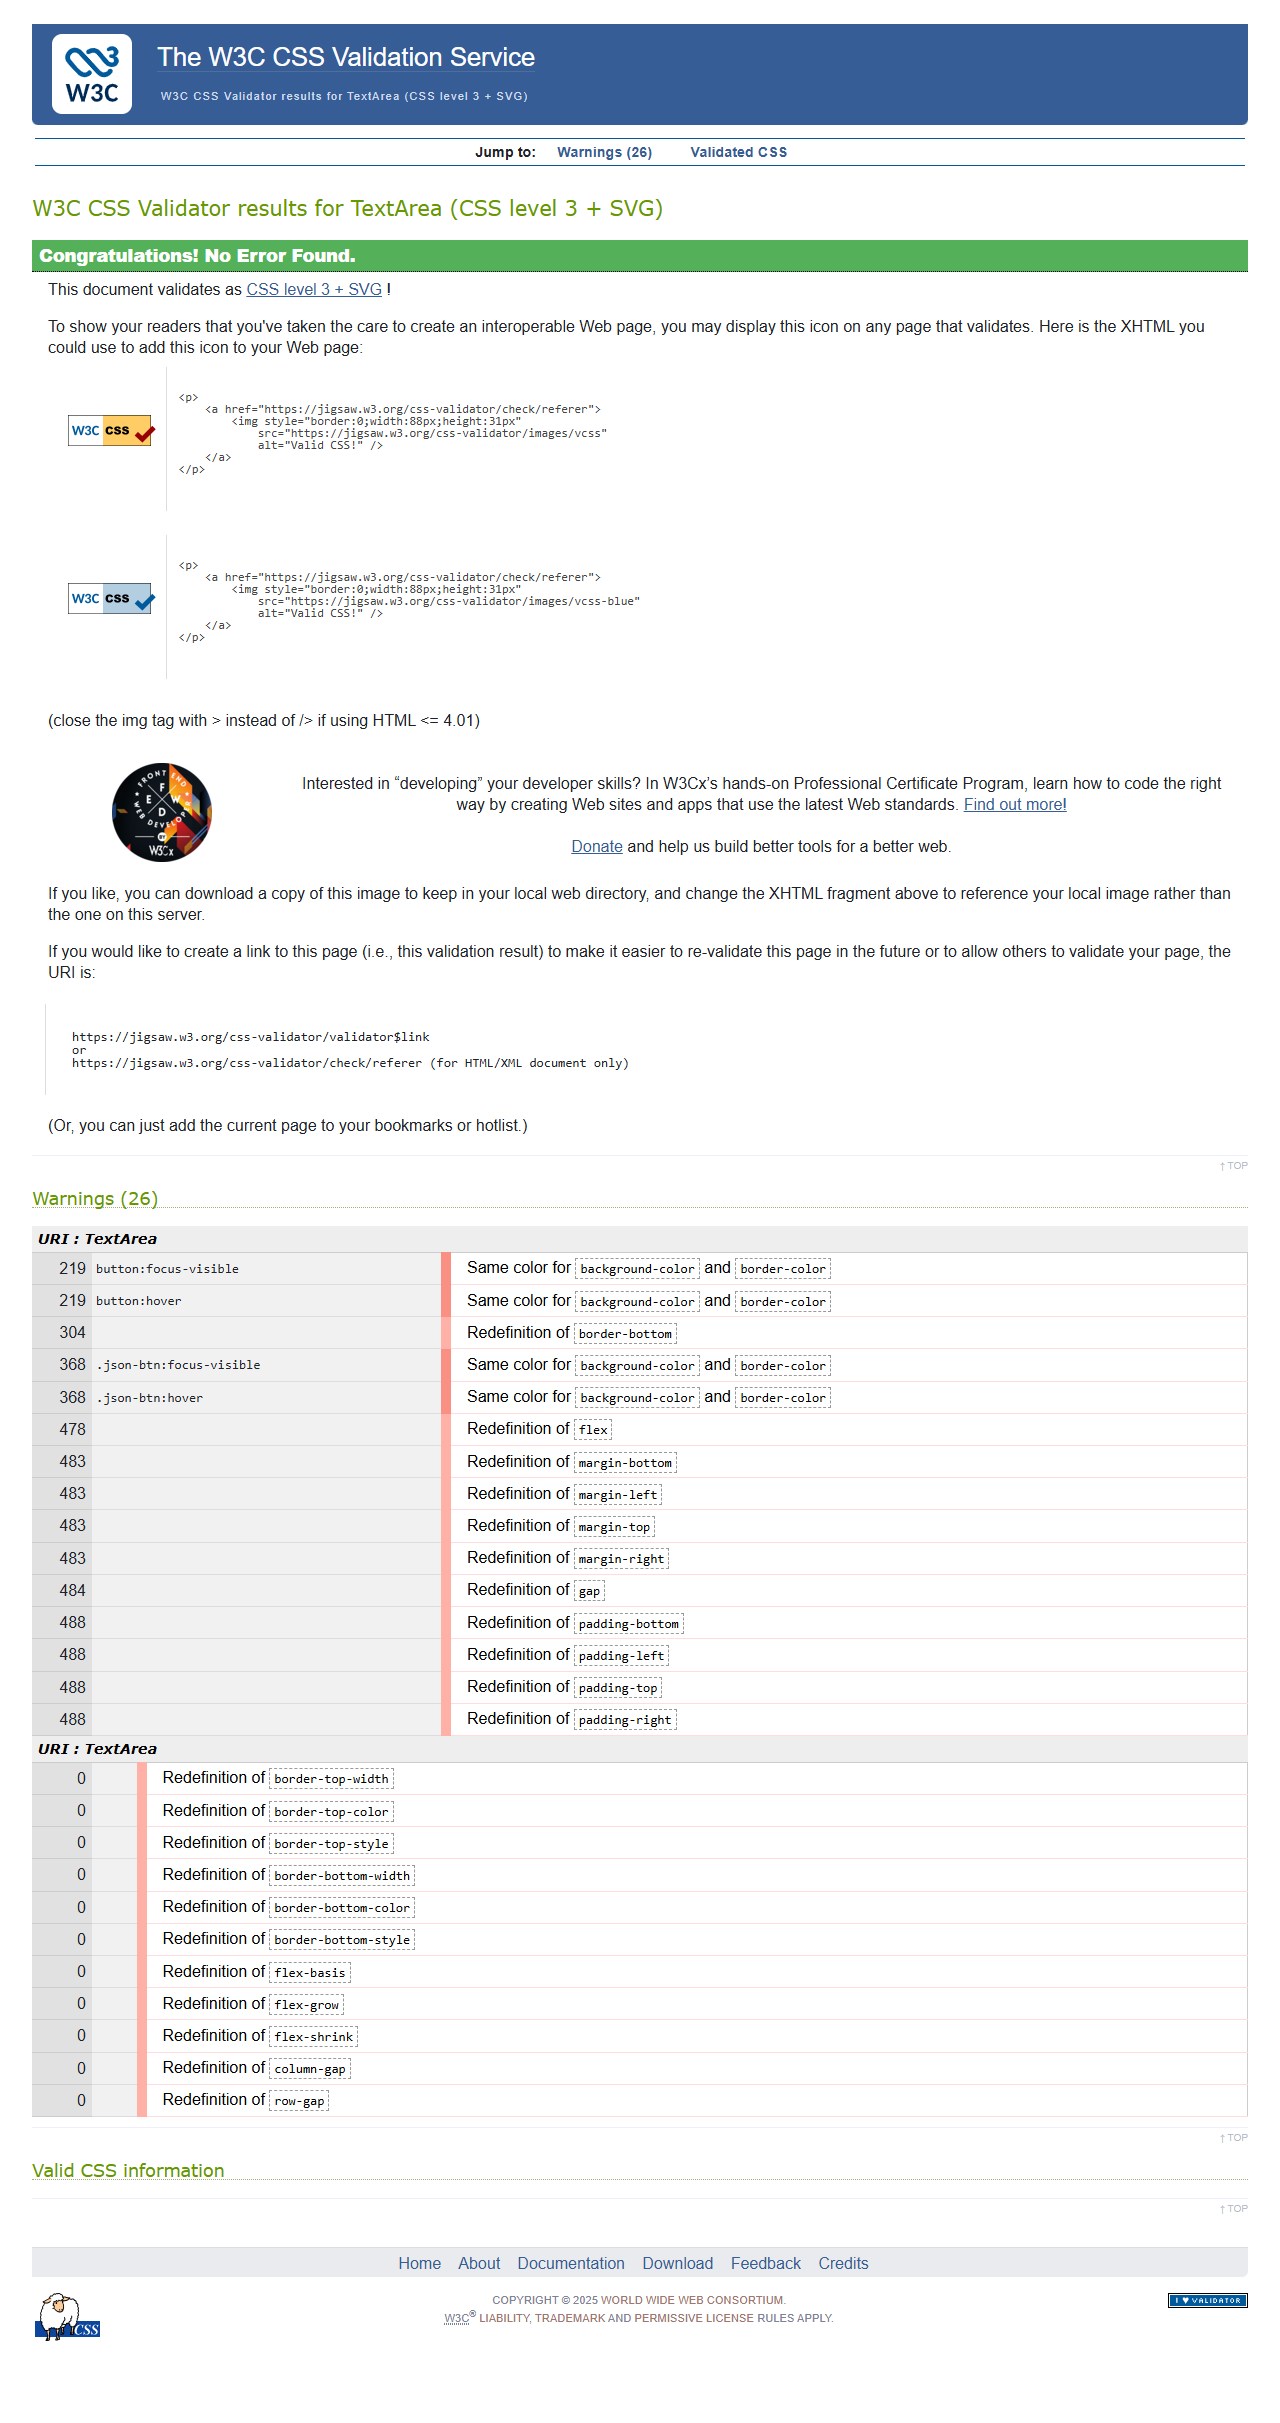 W3C
The W3C CSS Validation Service
W3C CSS Validator results for TextArea (CSS level 3 + SVG)
Jump to: Warnings (26) Validated CSS
W3C CSS Validator results for TextArea (CSS level 3 + SVG)
Congratulations! No Error Found.
This document validates as CSS level 3 + SVG !
To show your readers that you've taken the care to create an interoperable Web page, you may display this icon on any page that validates. Here is the XHTML you
could use to add this icon to your Web page:
W3C CSS
<p>
    <a href="https://jigsaw.w3.org/css-validator/check/referer">
        <img style="border:0;width:88px;height:31px"
            src="https://jigsaw.w3.org/css-validator/images/vcss"
            alt="Valid CSS!" />
    </a>
</p>
W3C CSS
<p>
    <a href="https://jigsaw.w3.org/css-validator/check/referer">
        <img style="border:0;width:88px;height:31px"
            src="https://jigsaw.w3.org/css-validator/images/vcss-blue"
            alt="Valid CSS!" />
    </a>
</p>
(close the img tag with > instead of /> if using HTML <= 4.01)
FRONT END
F
E W
D
WEB DEVELOPER
BY
W3Cx
Interested in “developing” your developer skills? In W3Cx’s hands-on Professional Certificate Program, learn how to code the right
way by creating Web sites and apps that use the latest Web standards. Find out more!
Donate and help us build better tools for a better web.
If you like, you can download a copy of this image to keep in your local web directory, and change the XHTML fragment above to reference your local image rather than
the one on this server.
If you would like to create a link to this page (i.e., this validation result) to make it easier to re-validate this page in the future or to allow others to validate your page, the
URI is:
https://jigsaw.w3.org/css-validator/validator$link
or
https://jigsaw.w3.org/css-validator/check/referer (for HTML/XML document only)
(Or, you can just add the current page to your bookmarks or hotlist.)
↑ TOP
Warnings (26)
URI : TextArea
219 button:focus-visible Same color for background-color and border-color
219 button:hover Same color for background-color and border-color
304 Redefinition of border-bottom
368 .json-btn:focus-visible Same color for background-color and border-color
368 .json-btn:hover Same color for background-color and border-color
478 Redefinition of flex
483 Redefinition of margin-bottom
483 Redefinition of margin-left
483 Redefinition of margin-top
483 Redefinition of margin-right
484 Redefinition of gap
488 Redefinition of padding-bottom
488 Redefinition of padding-left
488 Redefinition of padding-top
488 Redefinition of padding-right
URI : TextArea
0 Redefinition of border-top-width
0 Redefinition of border-top-color
0 Redefinition of border-top-style
0 Redefinition of border-bottom-width
0 Redefinition of border-bottom-color
0 Redefinition of border-bottom-style
0 Redefinition of flex-basis
0 Redefinition of flex-grow
0 Redefinition of flex-shrink
0 Redefinition of column-gap
0 Redefinition of row-gap
↑ TOP
Valid CSS information
↑ TOP
Home About Documentation Download Feedback Credits
CSS
COPYRIGHT © 2025 WORLD WIDE WEB CONSORTIUM.
W3C® LIABILITY, TRADEMARK AND PERMISSIVE LICENSE RULES APPLY.
I ♥ VALIDATOR